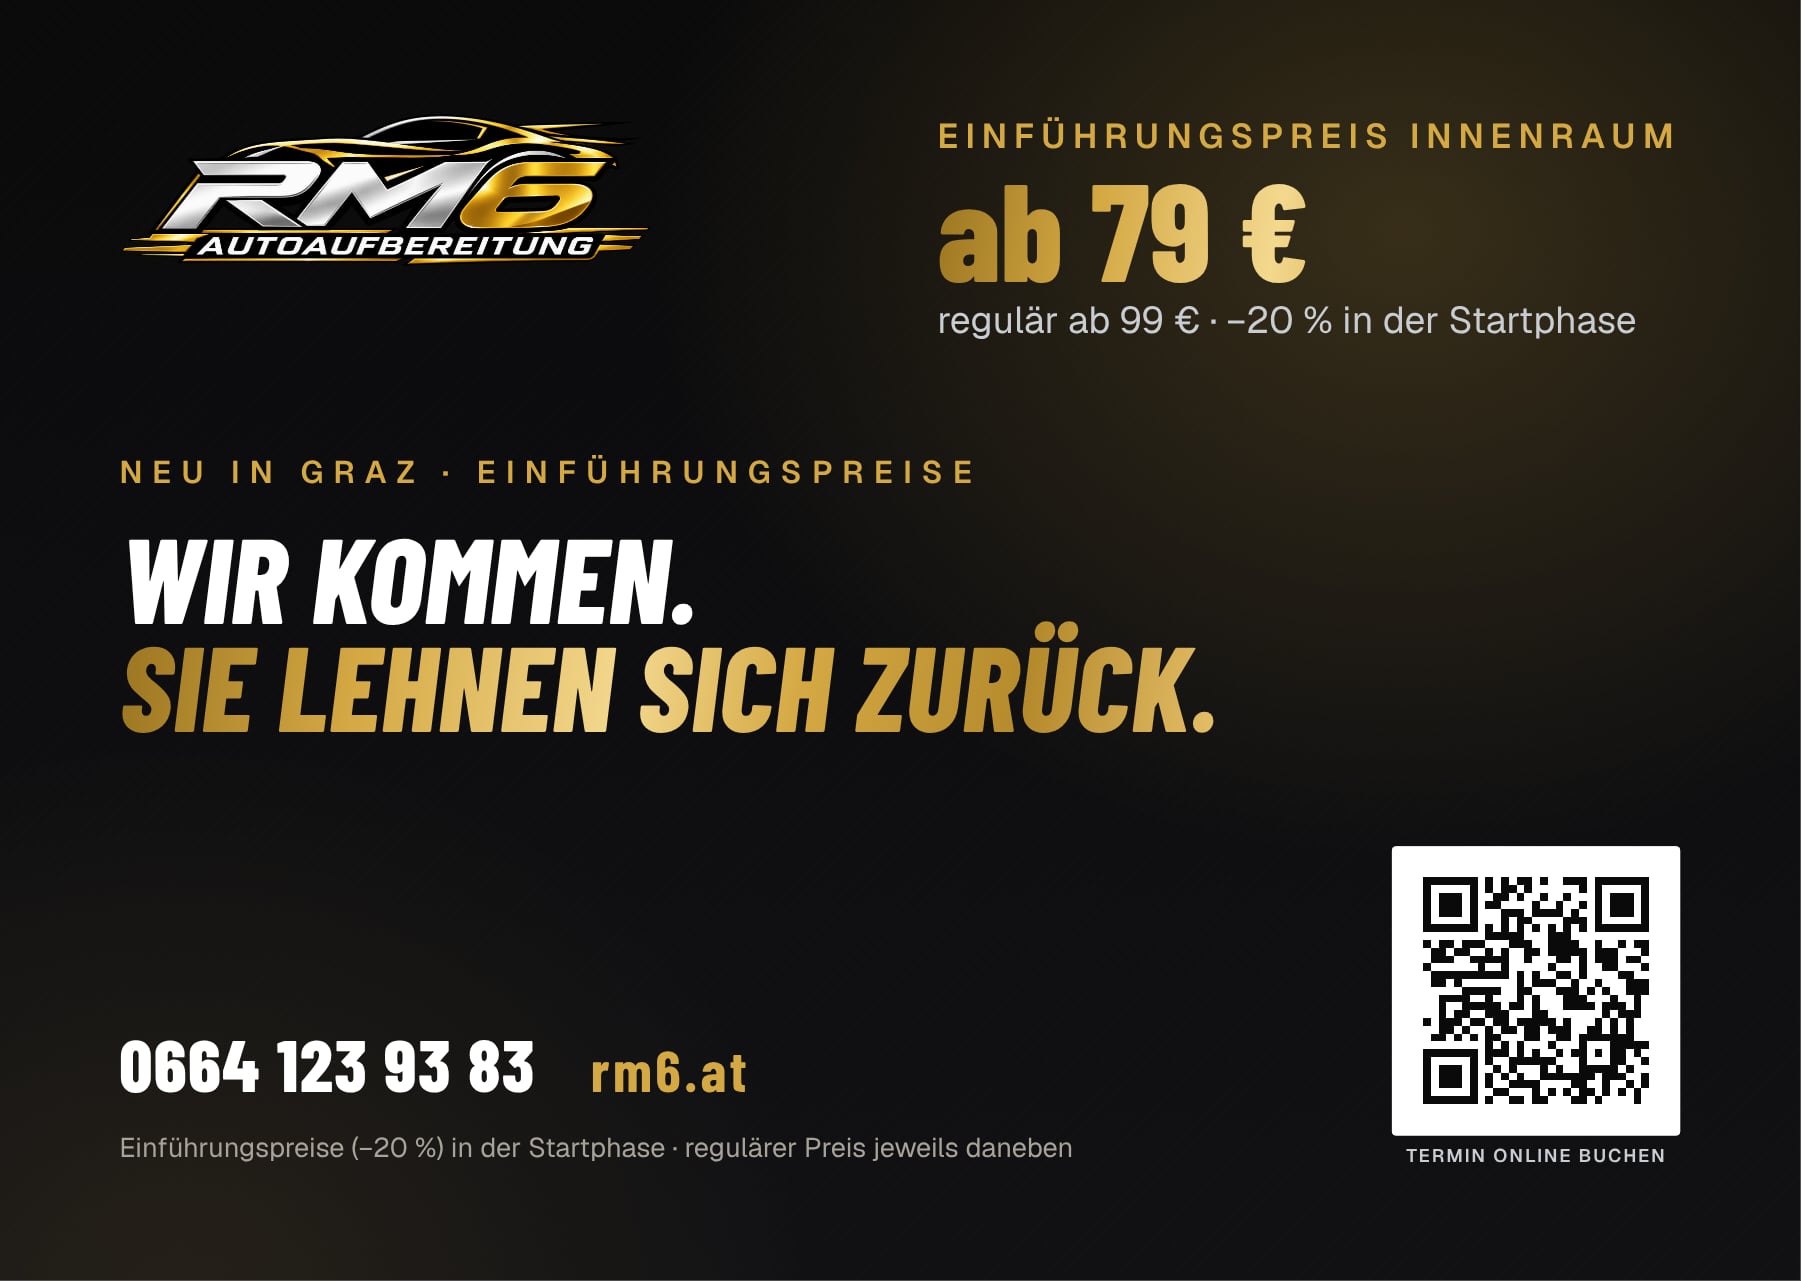 RM6
AUTOAUFBEREITUNG
EINFÜHRUNGSPREIS INNENRAUM
ab 79 €
regulär ab 99 € · −20 % in der Startphase
NEU IN GRAZ · EINFÜHRUNGSPREISE
WIR KOMMEN.
SIE LEHNEN SICH ZURÜCK.
0664 123 93 83 rm6.at
Einführungspreise (−20 %) in der Startphase · regulärer Preis jeweils daneben
TERMIN ONLINE BUCHEN